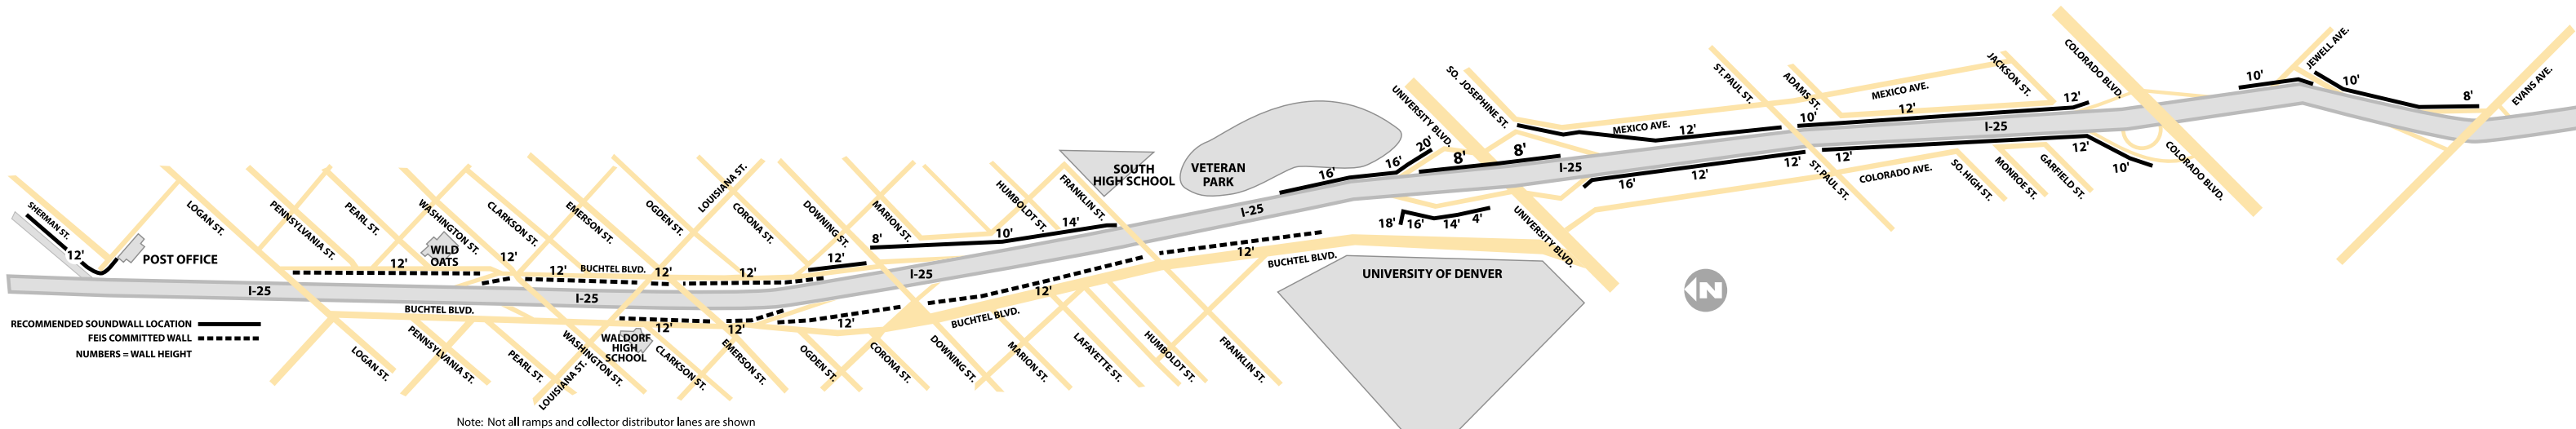 SHERMAN ST.
12'
POST OFFICE
LOGAN ST.
PENNSYLVANIA ST.
PEARL ST.
WASHINGTON ST.
CLARKSON ST.
EMERSON ST.
OGDEN ST.
LOUISIANA ST.
CORONA ST.
DOWNING ST.
MARION ST.
HUMBOLDT ST.
FRANKLIN ST.
WILD
OATS
12'
12'
12'
BUCHTEL BLVD.
12'
12'
12'
8'
10'
14'
I-25
I-25
I-25
I-25
BUCHTEL BLVD.
12'
12'
12'
12'
12'
BUCHTEL BLVD.
BUCHTEL BLVD.
WALDORF
HIGH
SCHOOL
LOGAN ST.
PENNSYLVANIA ST.
PEARL ST.
LOUISIANA ST.
WASHINGTON ST.
CLARKSON ST.
EMERSON ST.
OGDEN ST.
CORONA ST.
DOWNING ST.
MARION ST.
LAFAYETTE ST.
HUMBOLDT ST.
FRANKLIN ST.
SOUTH
HIGH SCHOOL
VETERAN
PARK
16'
16'
20'
UNIVERSITY BLVD.
8'
8'
SO. JOSEPHINE ST.
I-25
18'
16'
14'
4'
UNIVERSITY BLVD.
UNIVERSITY OF DENVER
N
MEXICO AVE.
12'
ST. PAUL ST.
ADAMS ST.
MEXICO AVE.
JACKSON ST.
10'
12'
12'
I-25
16'
12'
12'
ST. PAUL ST.
12'
COLORADO AVE.
SO. HIGH ST.
MONROE ST.
GARFIELD ST.
12'
10'
COLORADO BLVD.
COLORADO BLVD.
10'
JEWELL AVE.
10'
8'
EVANS AVE.
RECOMMENDED SOUNDWALL LOCATION
FEIS COMMITTED WALL
NUMBERS = WALL HEIGHT
Note: Not all ramps and collector distributor lanes are shown